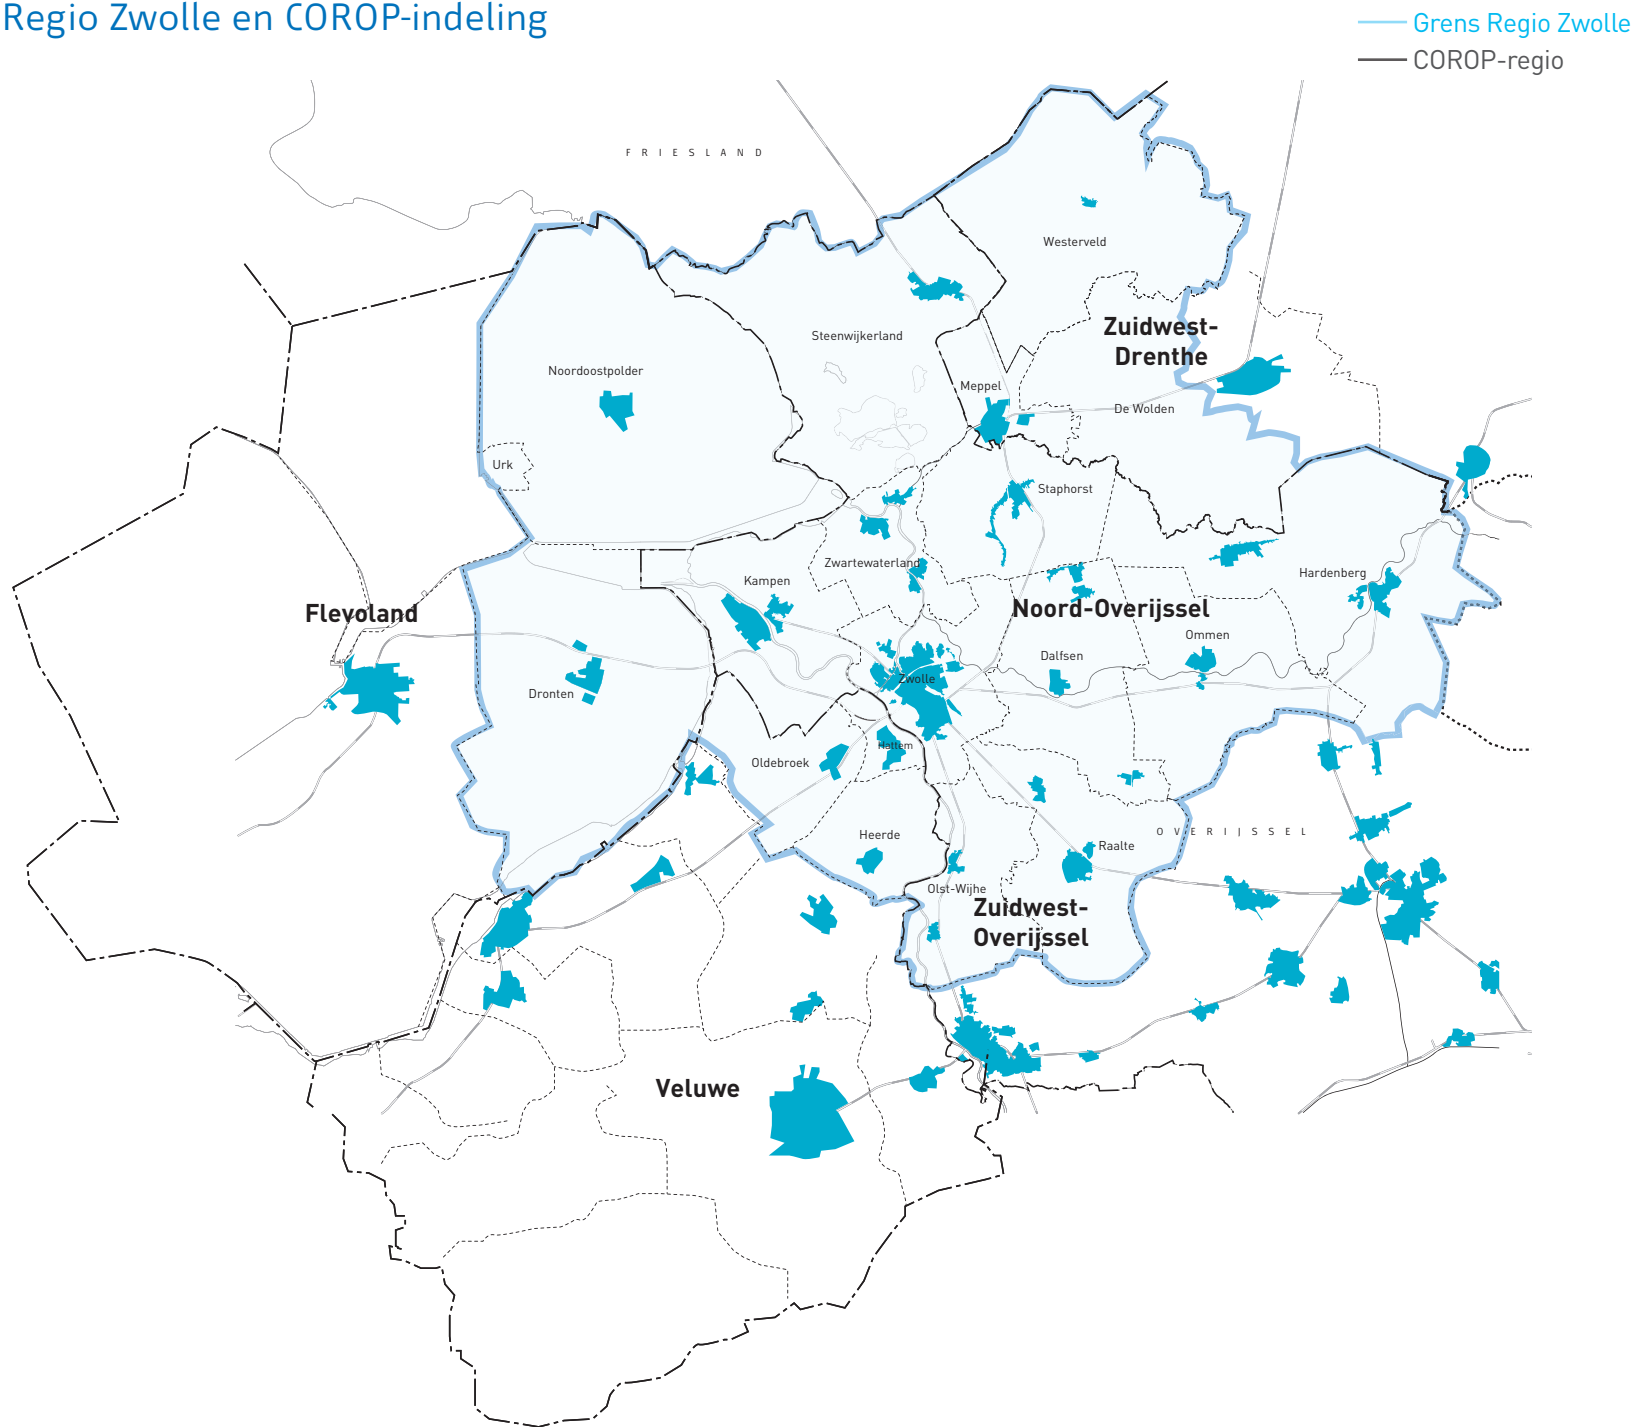 Regio Zwolle en COROP-indeling
Grens Regio Zwolle
COROP-regio
FRIESLAND
Westerveld
Zuidwest-
Drenthe
Steenwijkerland
Noordoostpolder
Meppel
De Wolden
Urk
Staphorst
Zwartewaterland
Kampen
Hardenberg
Flevoland
Noord-Overijssel
Ommen
Dalfsen
Zwolle
Dronten
Hattem
Oldebroek
Heerde
OVERIJSSEL
Raalte
Olst-Wijhe
Zuidwest-
Overijssel
Veluwe